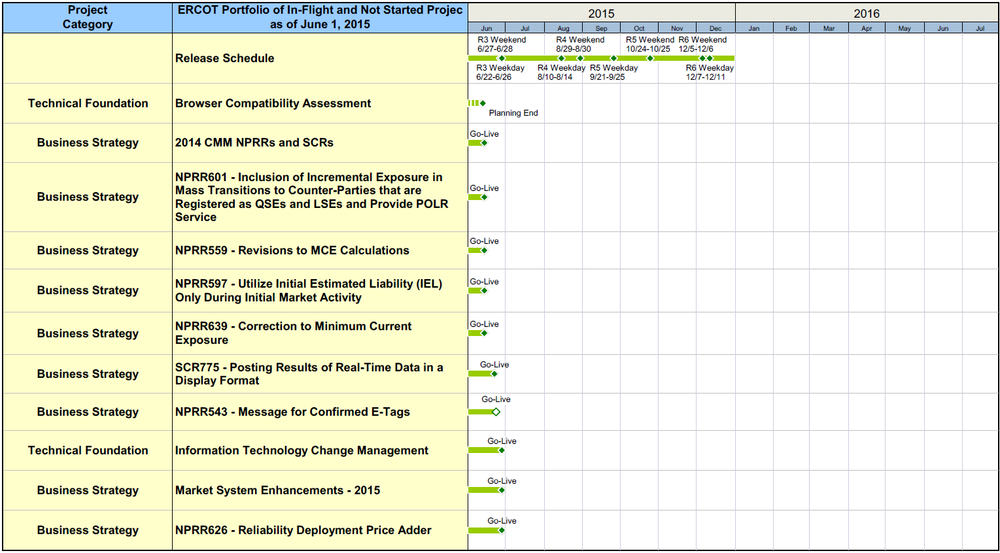 Project
Category
ERCOT Portfolio of In-Flight and Not Started Projec
as of June 1, 2015
2015
2016
Jun Jul Aug Sep Oct Nov Dec Jan Feb Mar Apr May Jun Jul
Release Schedule
R3 Weekend R4 Weekend R5 Weekend R6 Weekend
6/27-6/28 8/29-8/30 10/24-10/25 12/5-12/6
R3 Weekday R4 Weekday R5 Weekday R6 Weekday
6/22-6/26 8/10-8/14 9/21-9/25 12/7-12/11
Technical Foundation
Browser Compatibility Assessment
Planning End
Business Strategy
2014 CMM NPRRs and SCRs
Go-Live
Business Strategy
NPRR601 - Inclusion of Incremental Exposure in
Mass Transitions to Counter-Parties that are
Registered as QSEs and LSEs and Provide POLR
Service
Go-Live
Business Strategy
NPRR559 - Revisions to MCE Calculations
Go-Live
Business Strategy
NPRR597 - Utilize Initial Estimated Liability (IEL)
Only During Initial Market Activity
Go-Live
Business Strategy
NPRR639 - Correction to Minimum Current
Exposure
Go-Live
Business Strategy
SCR775 - Posting Results of Real-Time Data in a
Display Format
Go-Live
Business Strategy
NPRR543 - Message for Confirmed E-Tags
Go-Live
Technical Foundation
Information Technology Change Management
Go-Live
Business Strategy
Market System Enhancements - 2015
Go-Live
Business Strategy
NPRR626 - Reliability Deployment Price Adder
Go-Live